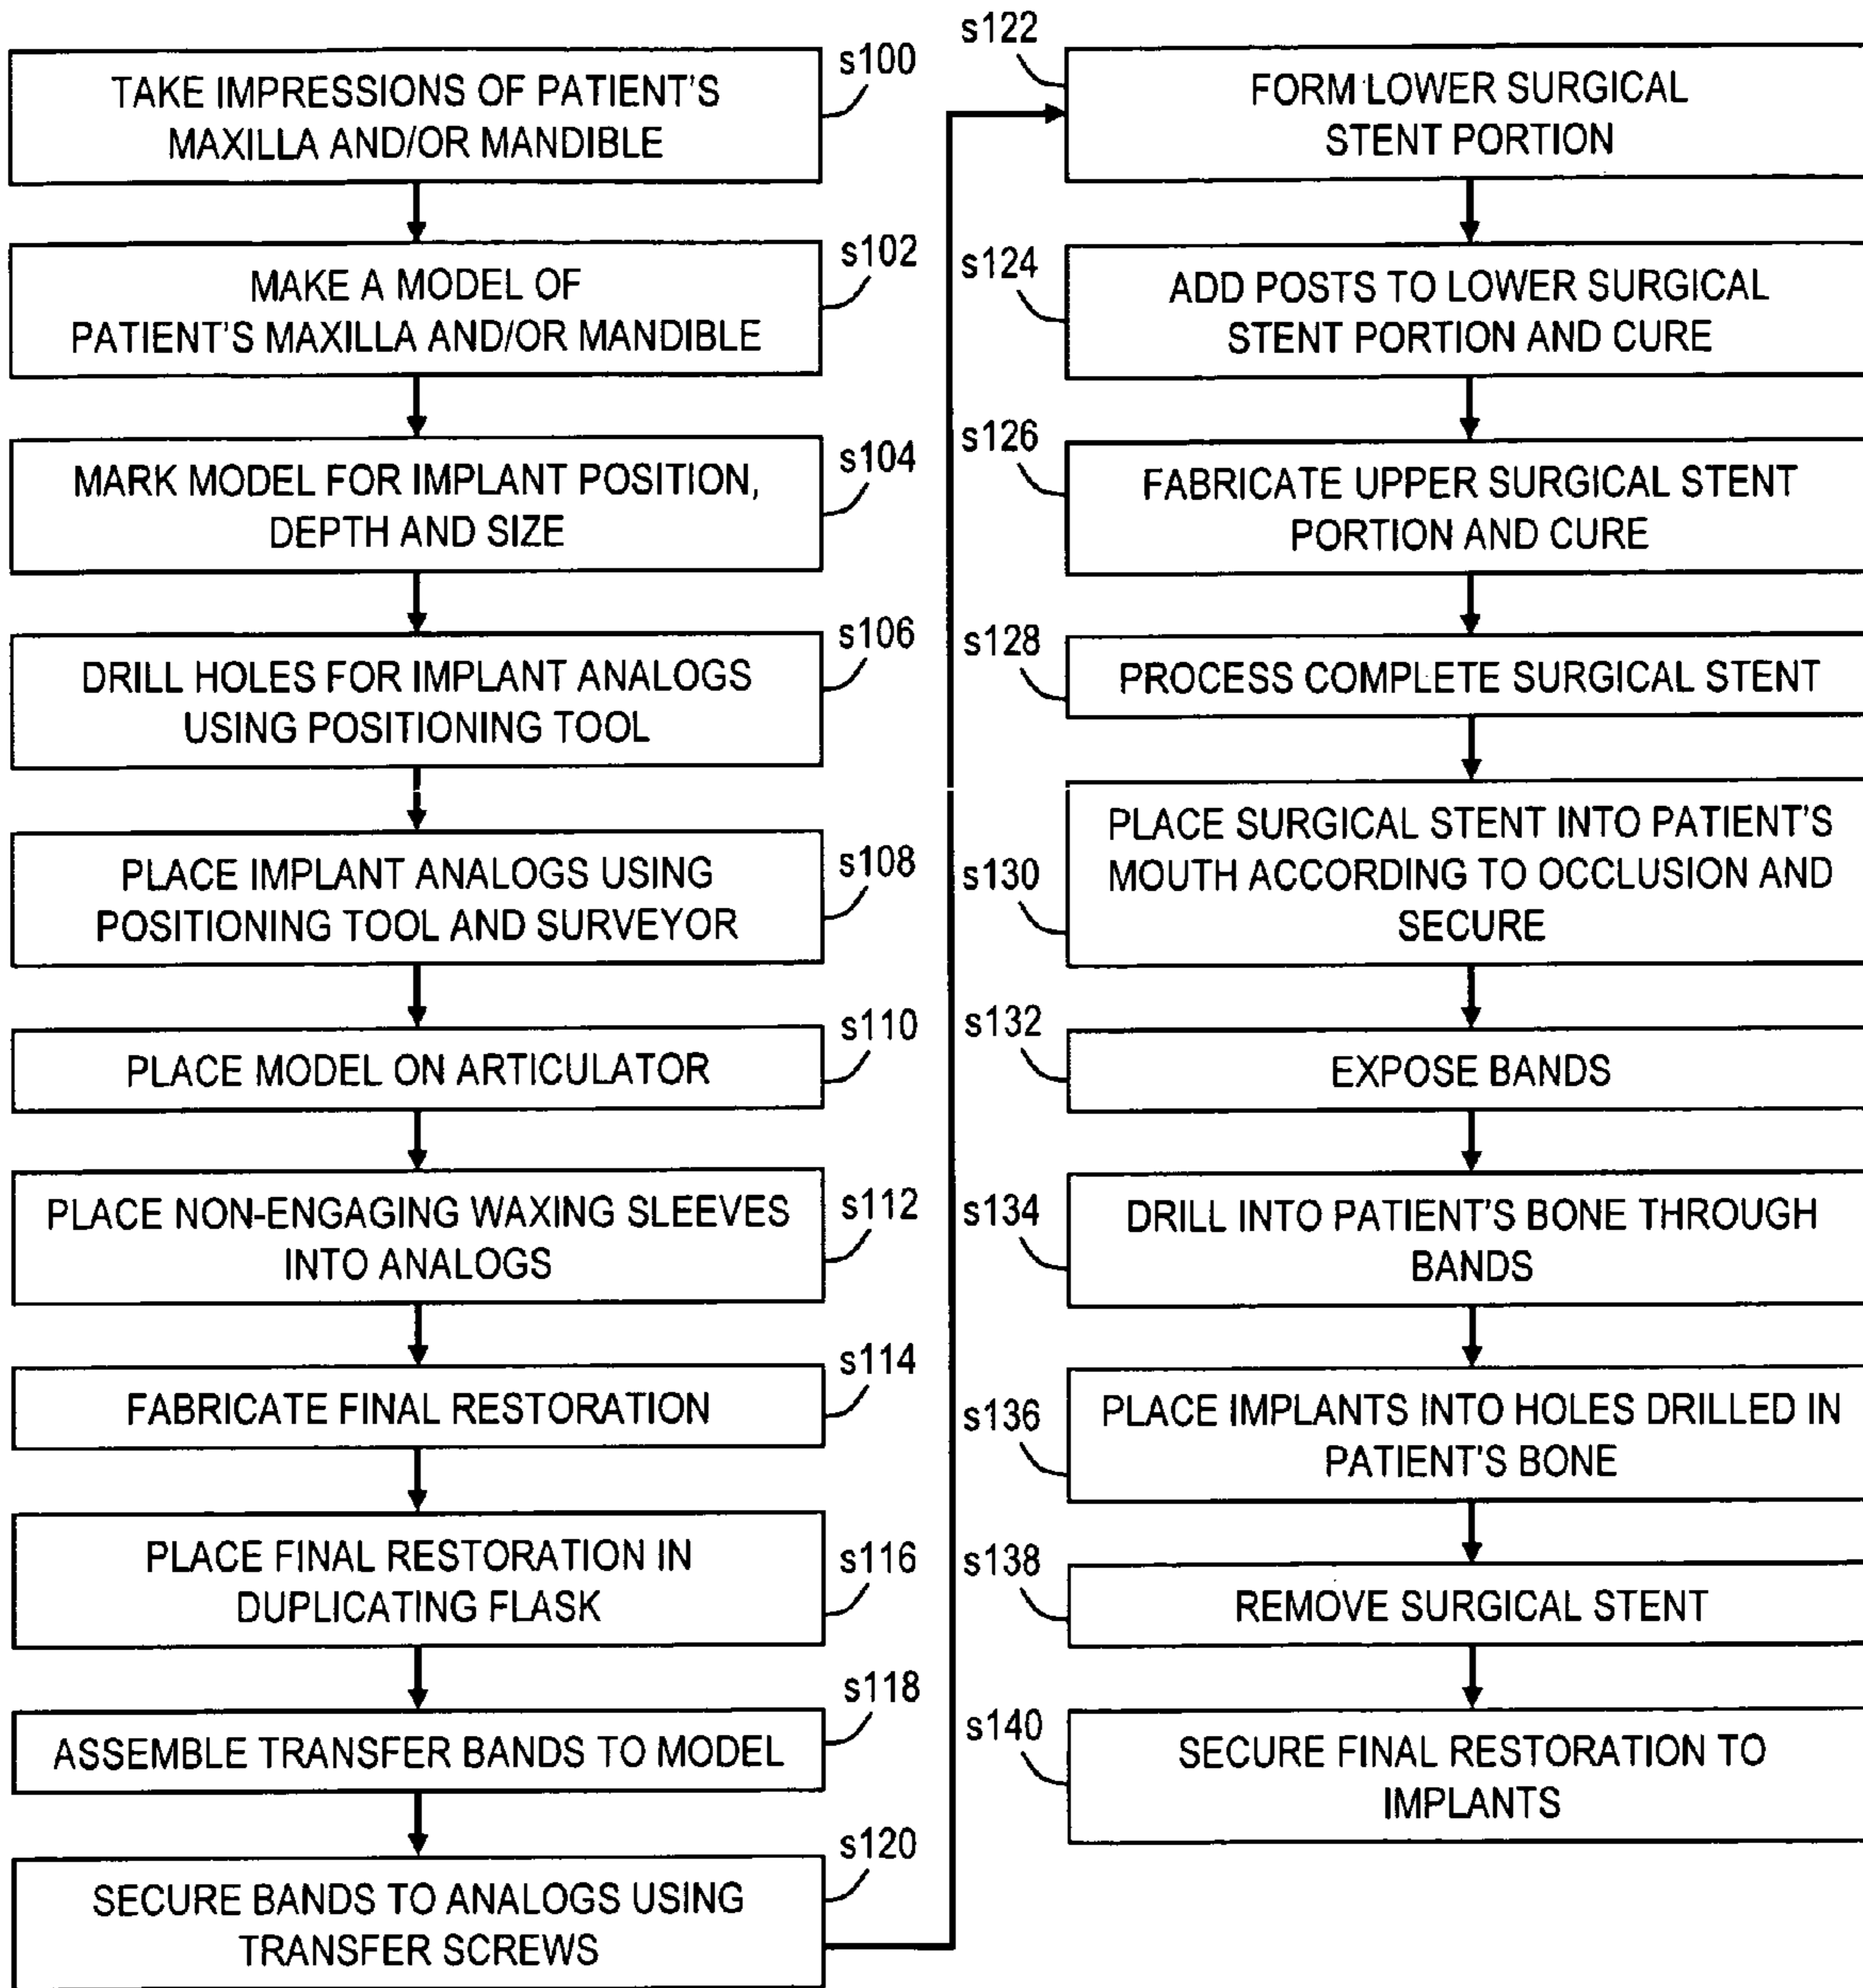 s100
TAKE IMPRESSIONS OF PATIENT'S
MAXILLA AND/OR MANDIBLE
s102
MAKE A MODEL OF
PATIENT'S MAXILLA AND/OR MANDIBLE
s104
MARK MODEL FOR IMPLANT POSITION,
DEPTH AND SIZE
s106
DRILL HOLES FOR IMPLANT ANALOGS
USING POSITIONING TOOL
s108
PLACE IMPLANT ANALOGS USING
POSITIONING TOOL AND SURVEYOR
s110
PLACE MODEL ON ARTICULATOR
s112
PLACE NON-ENGAGING WAXING SLEEVES
INTO ANALOGS
s114
FABRICATE FINAL RESTORATION
s116
PLACE FINAL RESTORATION IN
DUPLICATING FLASK
s118
ASSEMBLE TRANSFER BANDS TO MODEL
s120
SECURE BANDS TO ANALOGS USING
TRANSFER SCREWS
s122
FORM LOWER SURGICAL
STENT PORTION
s124
ADD POSTS TO LOWER SURGICAL
STENT PORTION AND CURE
s126
FABRICATE UPPER SURGICAL STENT
PORTION AND CURE
s128
PROCESS COMPLETE SURGICAL STENT
s130
PLACE SURGICAL STENT INTO PATIENT'S
MOUTH ACCORDING TO OCCLUSION AND
SECURE
s132
EXPOSE BANDS
s134
DRILL INTO PATIENT'S BONE THROUGH
BANDS
s136
PLACE IMPLANTS INTO HOLES DRILLED IN
PATIENT'S BONE
s138
REMOVE SURGICAL STENT
s140
SECURE FINAL RESTORATION TO
IMPLANTS